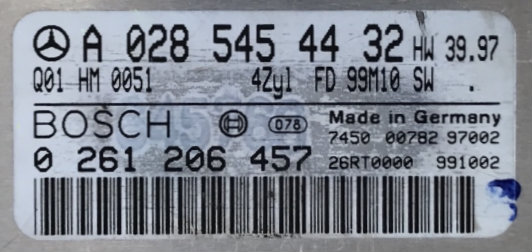 A 028 545 44 32 HW 39.97
Q01 HM 0051 4Zyl FD 99M10 SW .
BOSCH 078 Made in Germany
7450 00782 97002
0 261 206 457 26RT0000 991002